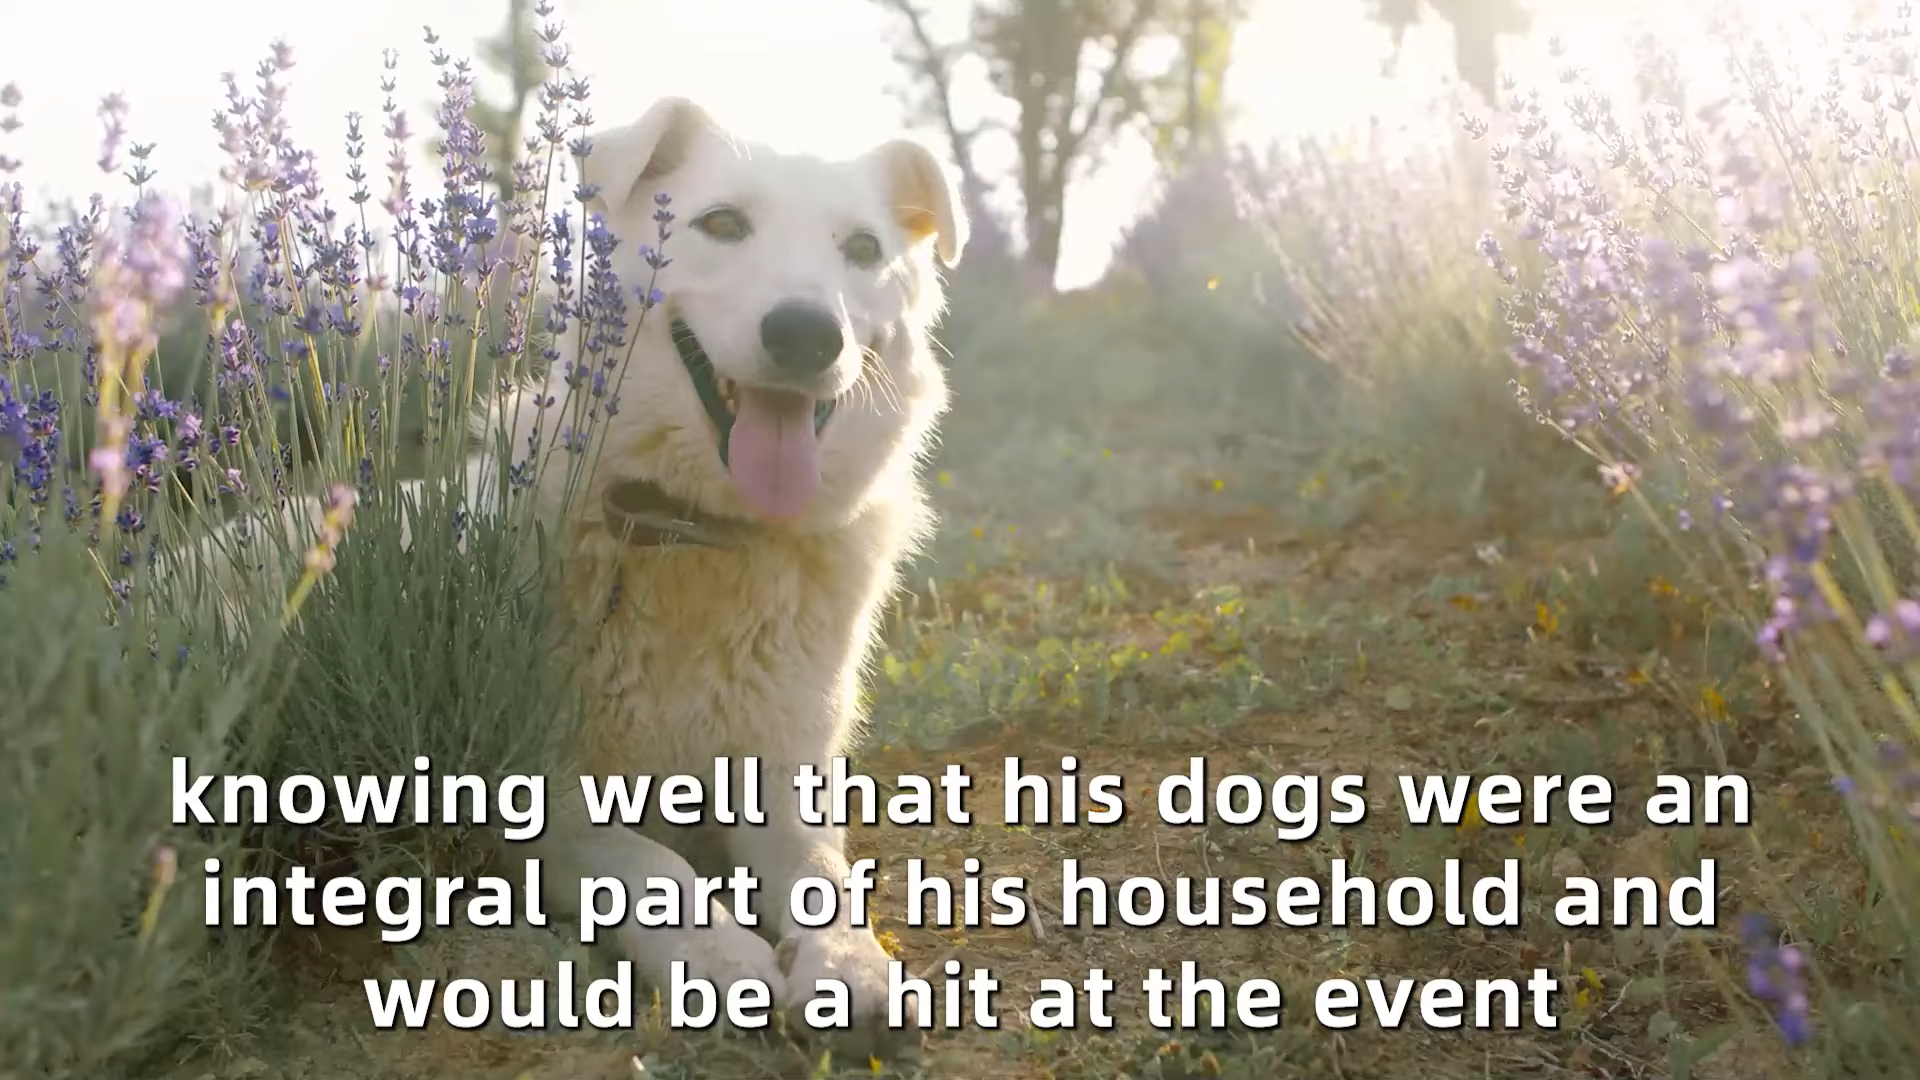 knowing well that his dogs were an
integral part of his household and
would be a hit at the event